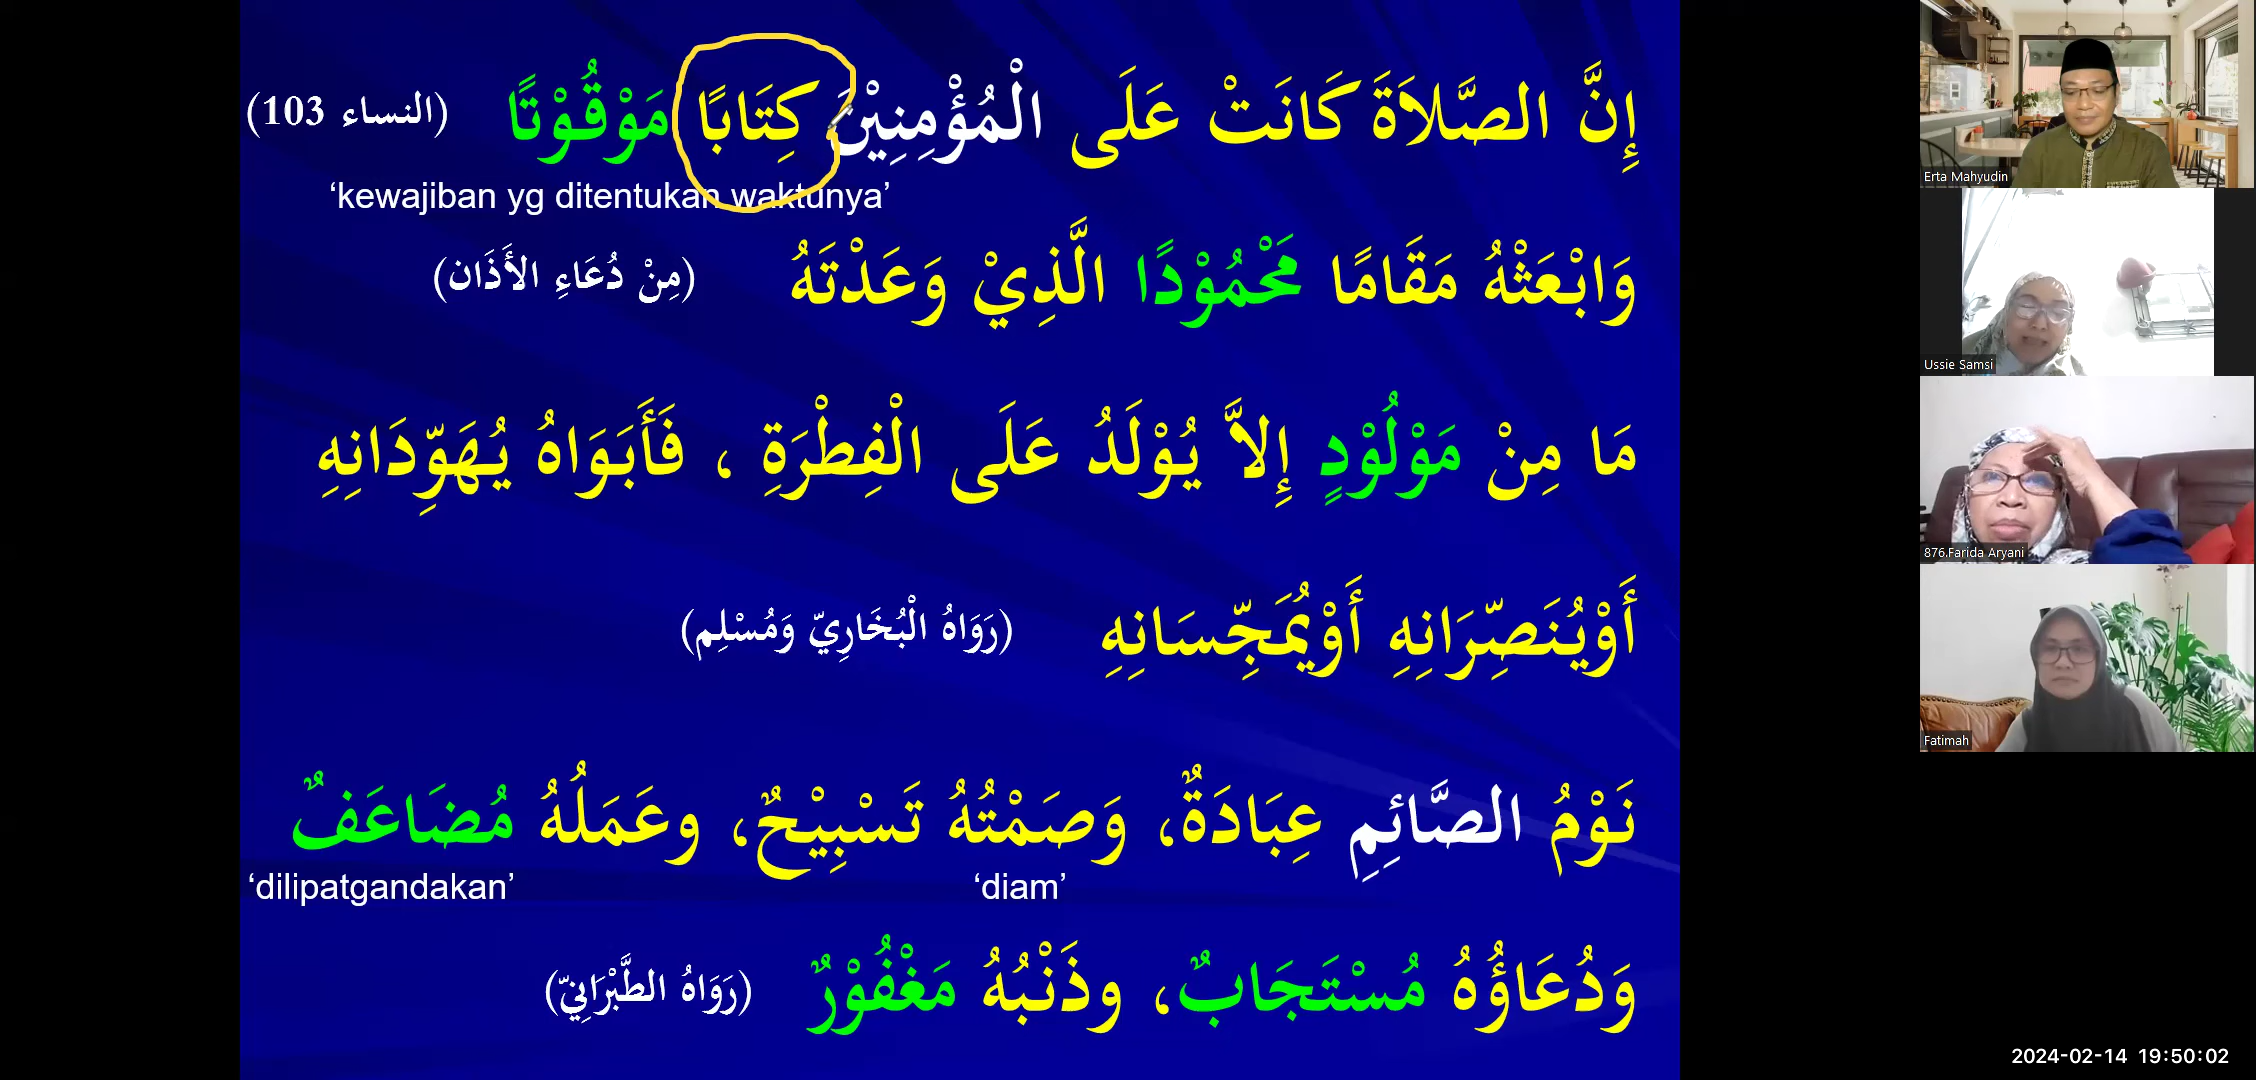 إِنَّ الصَّلاَةَ كَانَتْ عَلَى الْمُؤْمِنِيْنَ كِتَابًا مَوْقُوْتًا (النساء 103)
‘kewajiban yg ditentukan waktunya’
وَابْعَثْهُ مَقَامًا مَحْمُوْدًا الَّذِيْ وَعَدْتَهُ (مِنْ دُعَاءِ الأَذَان)
مَا مِنْ مَوْلُوْدٍ إِلاَّ يُوْلَدُ عَلَى الْفِطْرَةِ ، فَأَبَوَاهُ يُهَوِّدَانِهِ
أَوْيُنَصِّرَانِهِ أَوْيُمَجِّسَانِهِ (رَوَاهُ الْبُخَارِيّ وَمُسْلِم)
نَوْمُ الصَّائِمِ عِبَادَةٌ، وَصَمْتُهُ تَسْبِيْحٌ، وعَمَلُهُ مُضَاعَفٌ
‘diam’ ‘dilipatgandakan’
وَدُعَاؤُهُ مُسْتَجَابٌ، وذَنْبُهُ مَغْفُوْرٌ (رَوَاهُ الطَّبْرَانِيّ)
Erta Mahyudin
Ussie Samsi
876.Farida Aryani
Fatimah
2024-02-14 19:50:02